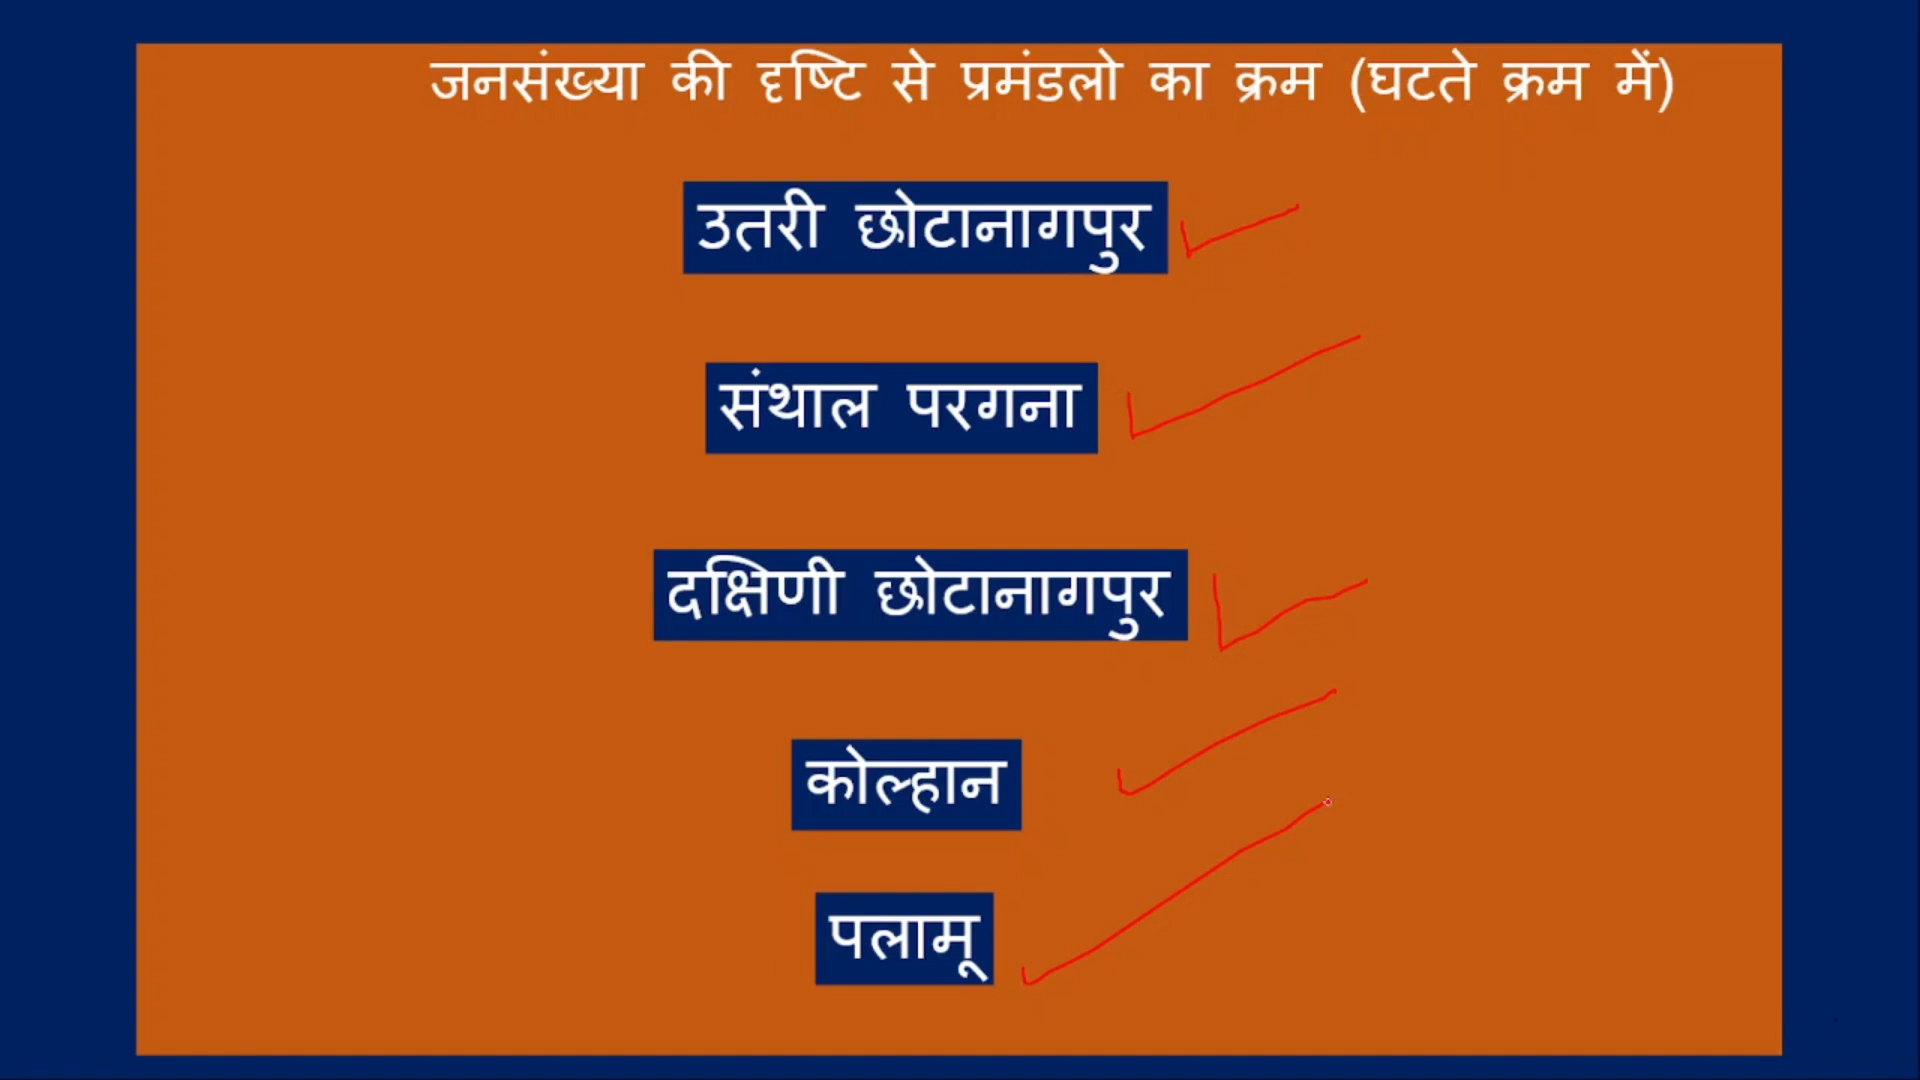 जनसंख्या की दृष्टि से प्रमंडलो का क्रम (घटते क्रम में)
उतरी छोटानागपुर
संथाल परगना
दक्षिणी छोटानागपुर
कोल्हान
पलामू